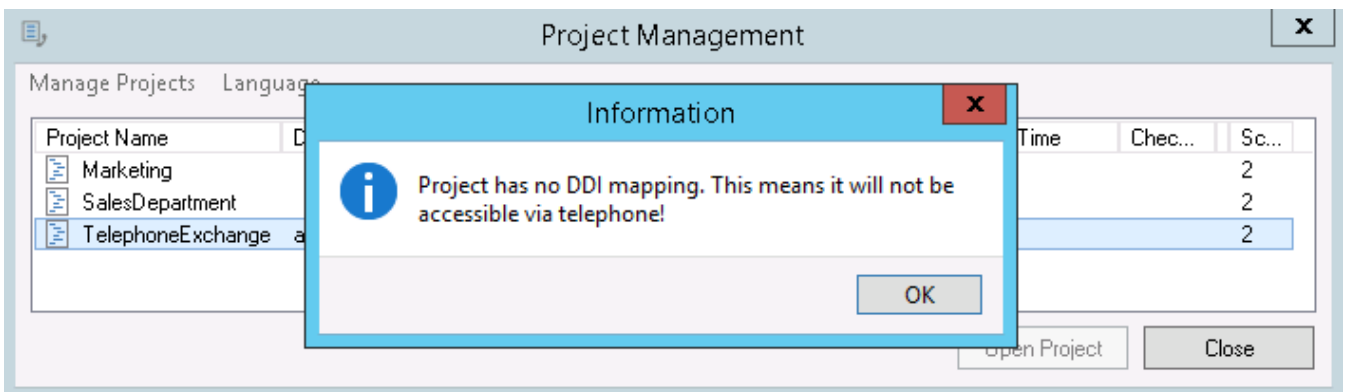 Project Management
x
Manage Projects Language
Information
x
Project Name
Time Chec... Sc...
Marketing 2
SalesDepartment 2
TelephoneExchange 2
Project has no DDI mapping. This means it will not be
accessible via telephone!
OK
Open Project Close